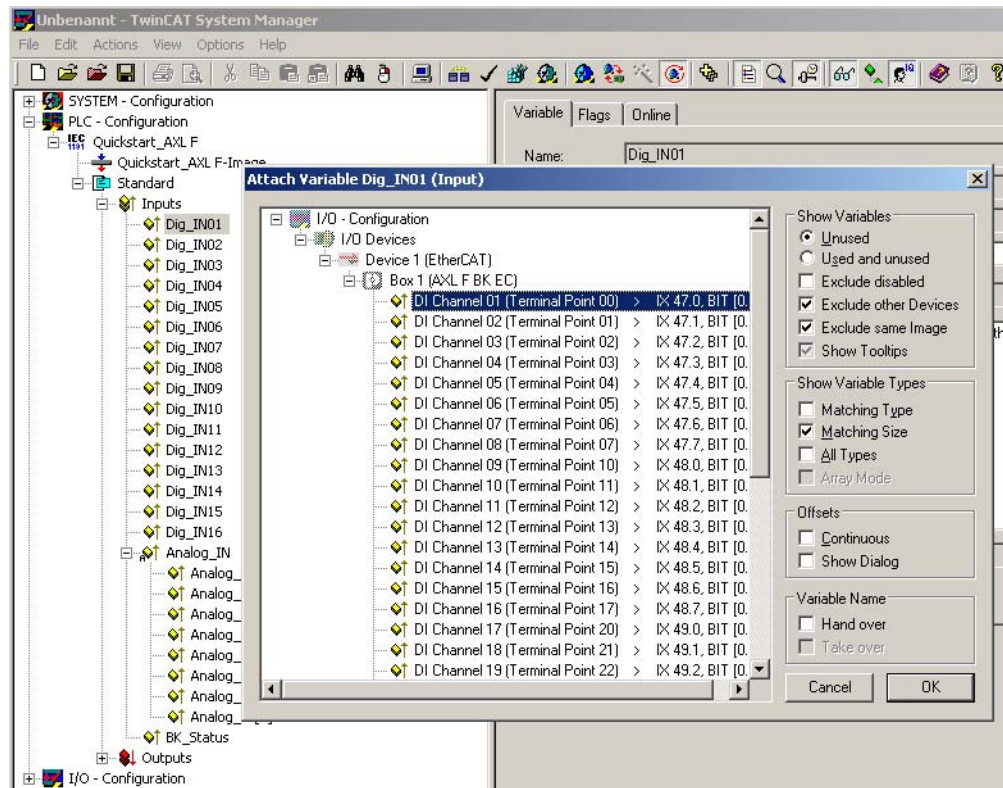 Unbenannt - TwinCAT System Manager
File Edit Actions View Options Help
SYSTEM - Configuration
PLC - Configuration
IEC 1131 Quickstart_AXL F
Quickstart_AXL F-Image
Standard
Inputs
Dig_IN01
Dig_IN02
Dig_IN03
Dig_IN04
Dig_IN05
Dig_IN06
Dig_IN07
Dig_IN08
Dig_IN09
Dig_IN10
Dig_IN11
Dig_IN12
Dig_IN13
Dig_IN14
Dig_IN15
Dig_IN16
Analog_IN
Analog_
Analog_
Analog_
Analog_
Analog_
Analog_
Analog_
Analog_
BK_Status
Outputs
I/O - Configuration
Variable Flags Online
Name: Dig_IN01
Attach Variable Dig_IN01 (Input)
I/O - Configuration
I/O Devices
Device 1 (EtherCAT)
Box 1 (AXL F BK EC)
DI Channel 01 (Terminal Point 00) > IX 47.0, BIT [0.
DI Channel 02 (Terminal Point 01) > IX 47.1, BIT [0.
DI Channel 03 (Terminal Point 02) > IX 47.2, BIT [0.
DI Channel 04 (Terminal Point 03) > IX 47.3, BIT [0.
DI Channel 05 (Terminal Point 04) > IX 47.4, BIT [0.
DI Channel 06 (Terminal Point 05) > IX 47.5, BIT [0.
DI Channel 07 (Terminal Point 06) > IX 47.6, BIT [0.
DI Channel 08 (Terminal Point 07) > IX 47.7, BIT [0.
DI Channel 09 (Terminal Point 10) > IX 48.0, BIT [0.
DI Channel 10 (Terminal Point 11) > IX 48.1, BIT [0.
DI Channel 11 (Terminal Point 12) > IX 48.2, BIT [0.
DI Channel 12 (Terminal Point 13) > IX 48.3, BIT [0.
DI Channel 13 (Terminal Point 14) > IX 48.4, BIT [0.
DI Channel 14 (Terminal Point 15) > IX 48.5, BIT [0.
DI Channel 15 (Terminal Point 16) > IX 48.6, BIT [0.
DI Channel 16 (Terminal Point 17) > IX 48.7, BIT [0.
DI Channel 17 (Terminal Point 20) > IX 49.0, BIT [0.
DI Channel 18 (Terminal Point 21) > IX 49.1, BIT [0.
DI Channel 19 (Terminal Point 22) > IX 49.2, BIT [0.
Show Variables
Unused
Used and unused
Exclude disabled
Exclude other Devices
Exclude same Image
Show Tooltips
Show Variable Types
Matching Type
Matching Size
All Types
Array Mode
Offsets
Continuous
Show Dialog
Variable Name
Hand over
Take over
Cancel OK